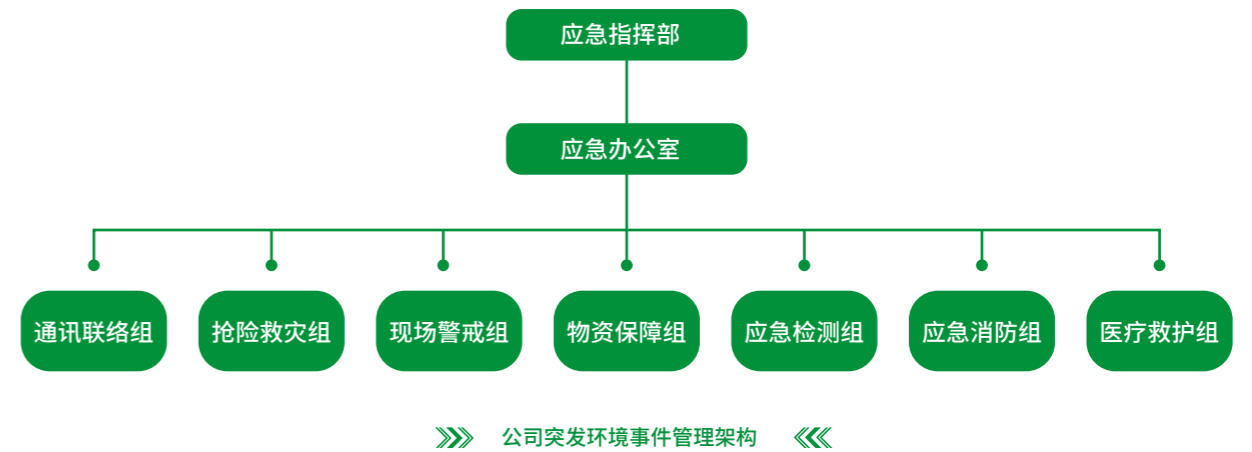 应急指挥部
应急办公室
通讯联络组 抢险救灾组 现场警戒组 物资保障组 应急检测组 应急消防组 医疗救护组
公司突发环境事件管理架构